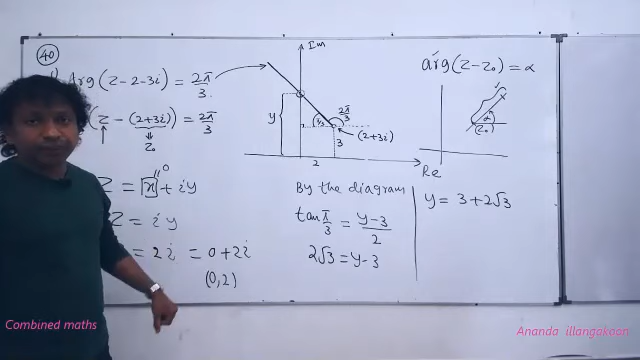 40
Arg(z-2-3i) = 2π/3
(z - (2+3i)) = 2π/3
z₀
z = [x] + iy
0
z = iy
= 2i = 0+2i
(0,2)
Im
y
π/3
2π/3
(2+3i)
3
2
Re
By the diagram
tan π/3 = y-3/2
2√3 = y-3
arg(z-z₀) = α
α
(z₀)
y = 3+2√3
Combined maths
Ananda illangakoon